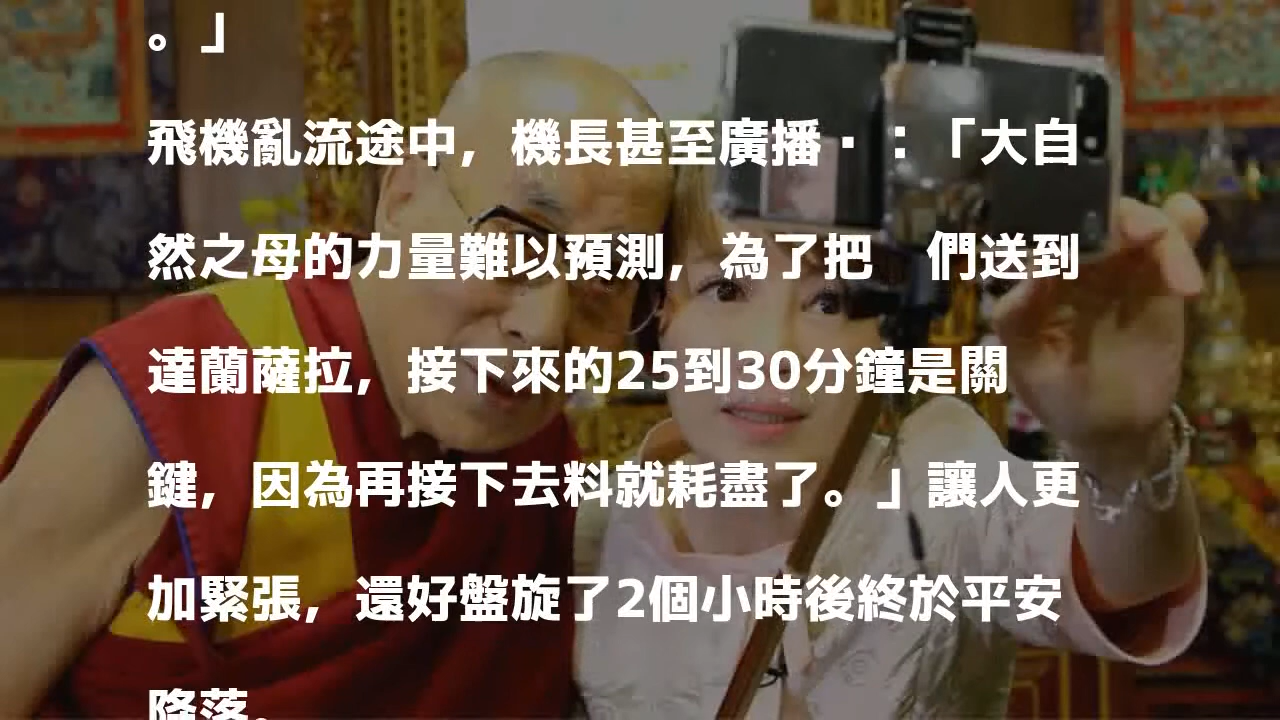 。」
飛機亂流途中，機長甚至廣播▪：「大自
然之母的力量難以預測，為了把　們送到
達蘭薩拉，接下來的25到30分鐘是關
鍵，因為再接下去料就耗盡了。」讓人更
加緊張，還好盤旋了2個小時後終於平安
降落。